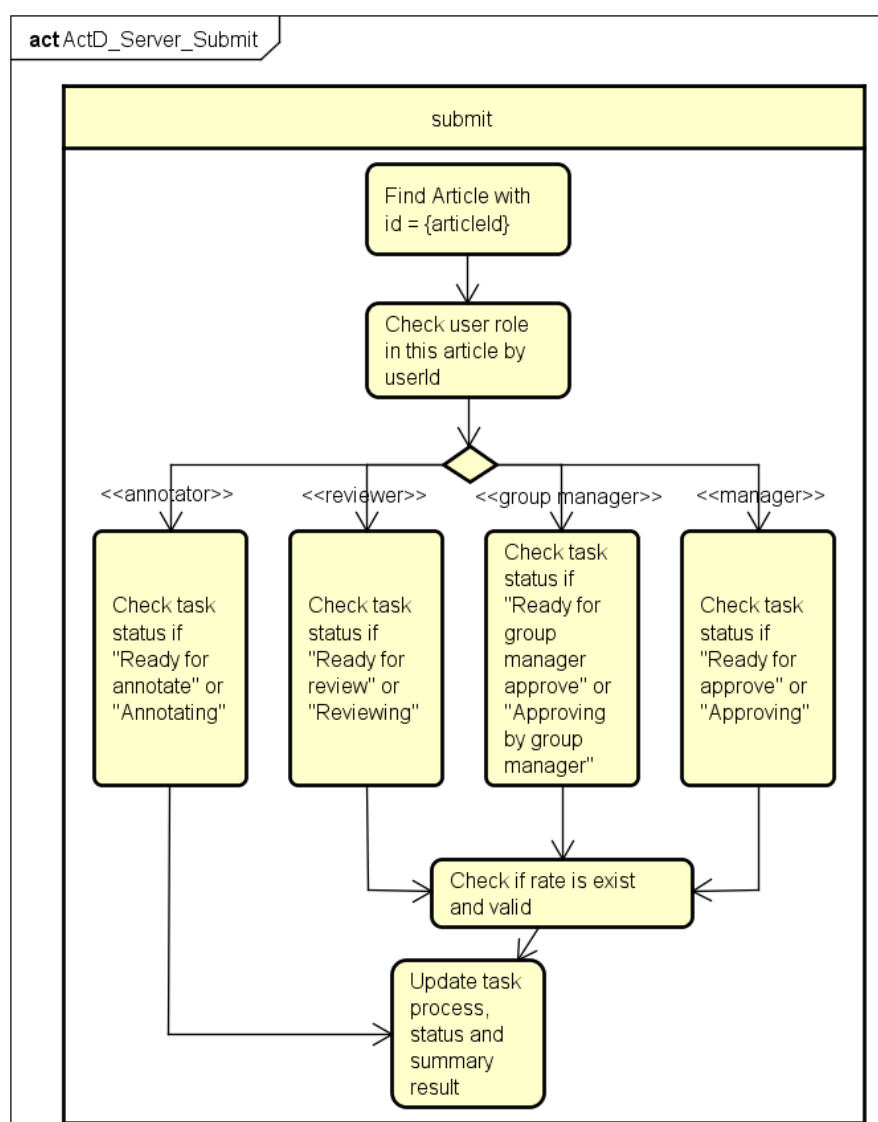 act ActD_Server_Submit
submit
Find Article with
id = {articleId}
Check user role
in this article by
userId
<<annotator>>
<<reviewer>>
<<group manager>>
<<manager>>
Check task
status if
"Ready for
annotate" or
"Annotating"
Check task
status if
"Ready for
review" or
"Reviewing"
Check task
status if
"Ready for
group
manager
approve" or
"Approving
by group
manager"
Check task
status if
"Ready for
approve" or
"Approving"
Check if rate is exist
and valid
Update task
process,
status and
summary
result